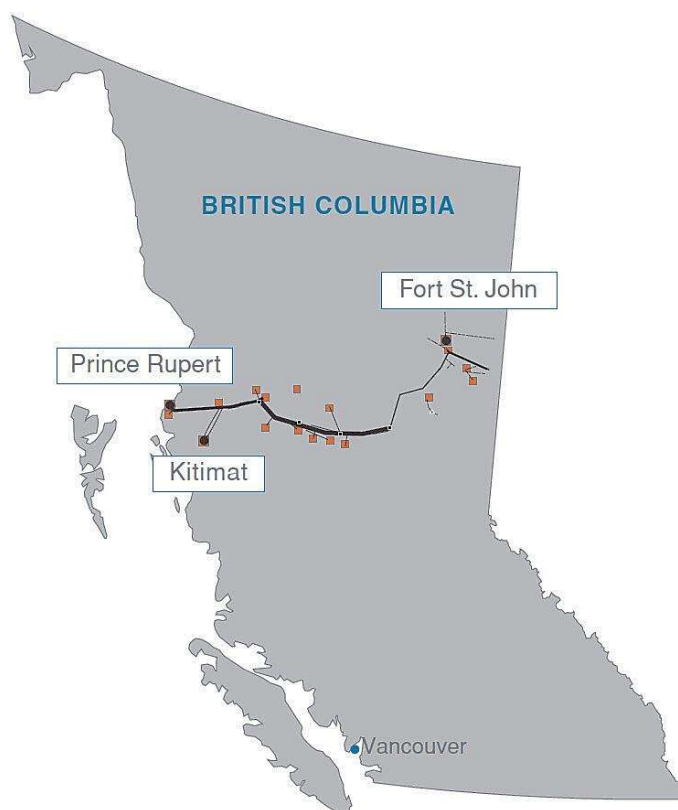 BRITISH COLUMBIA
Fort St. John
Prince Rupert
Kitimat
Vancouver